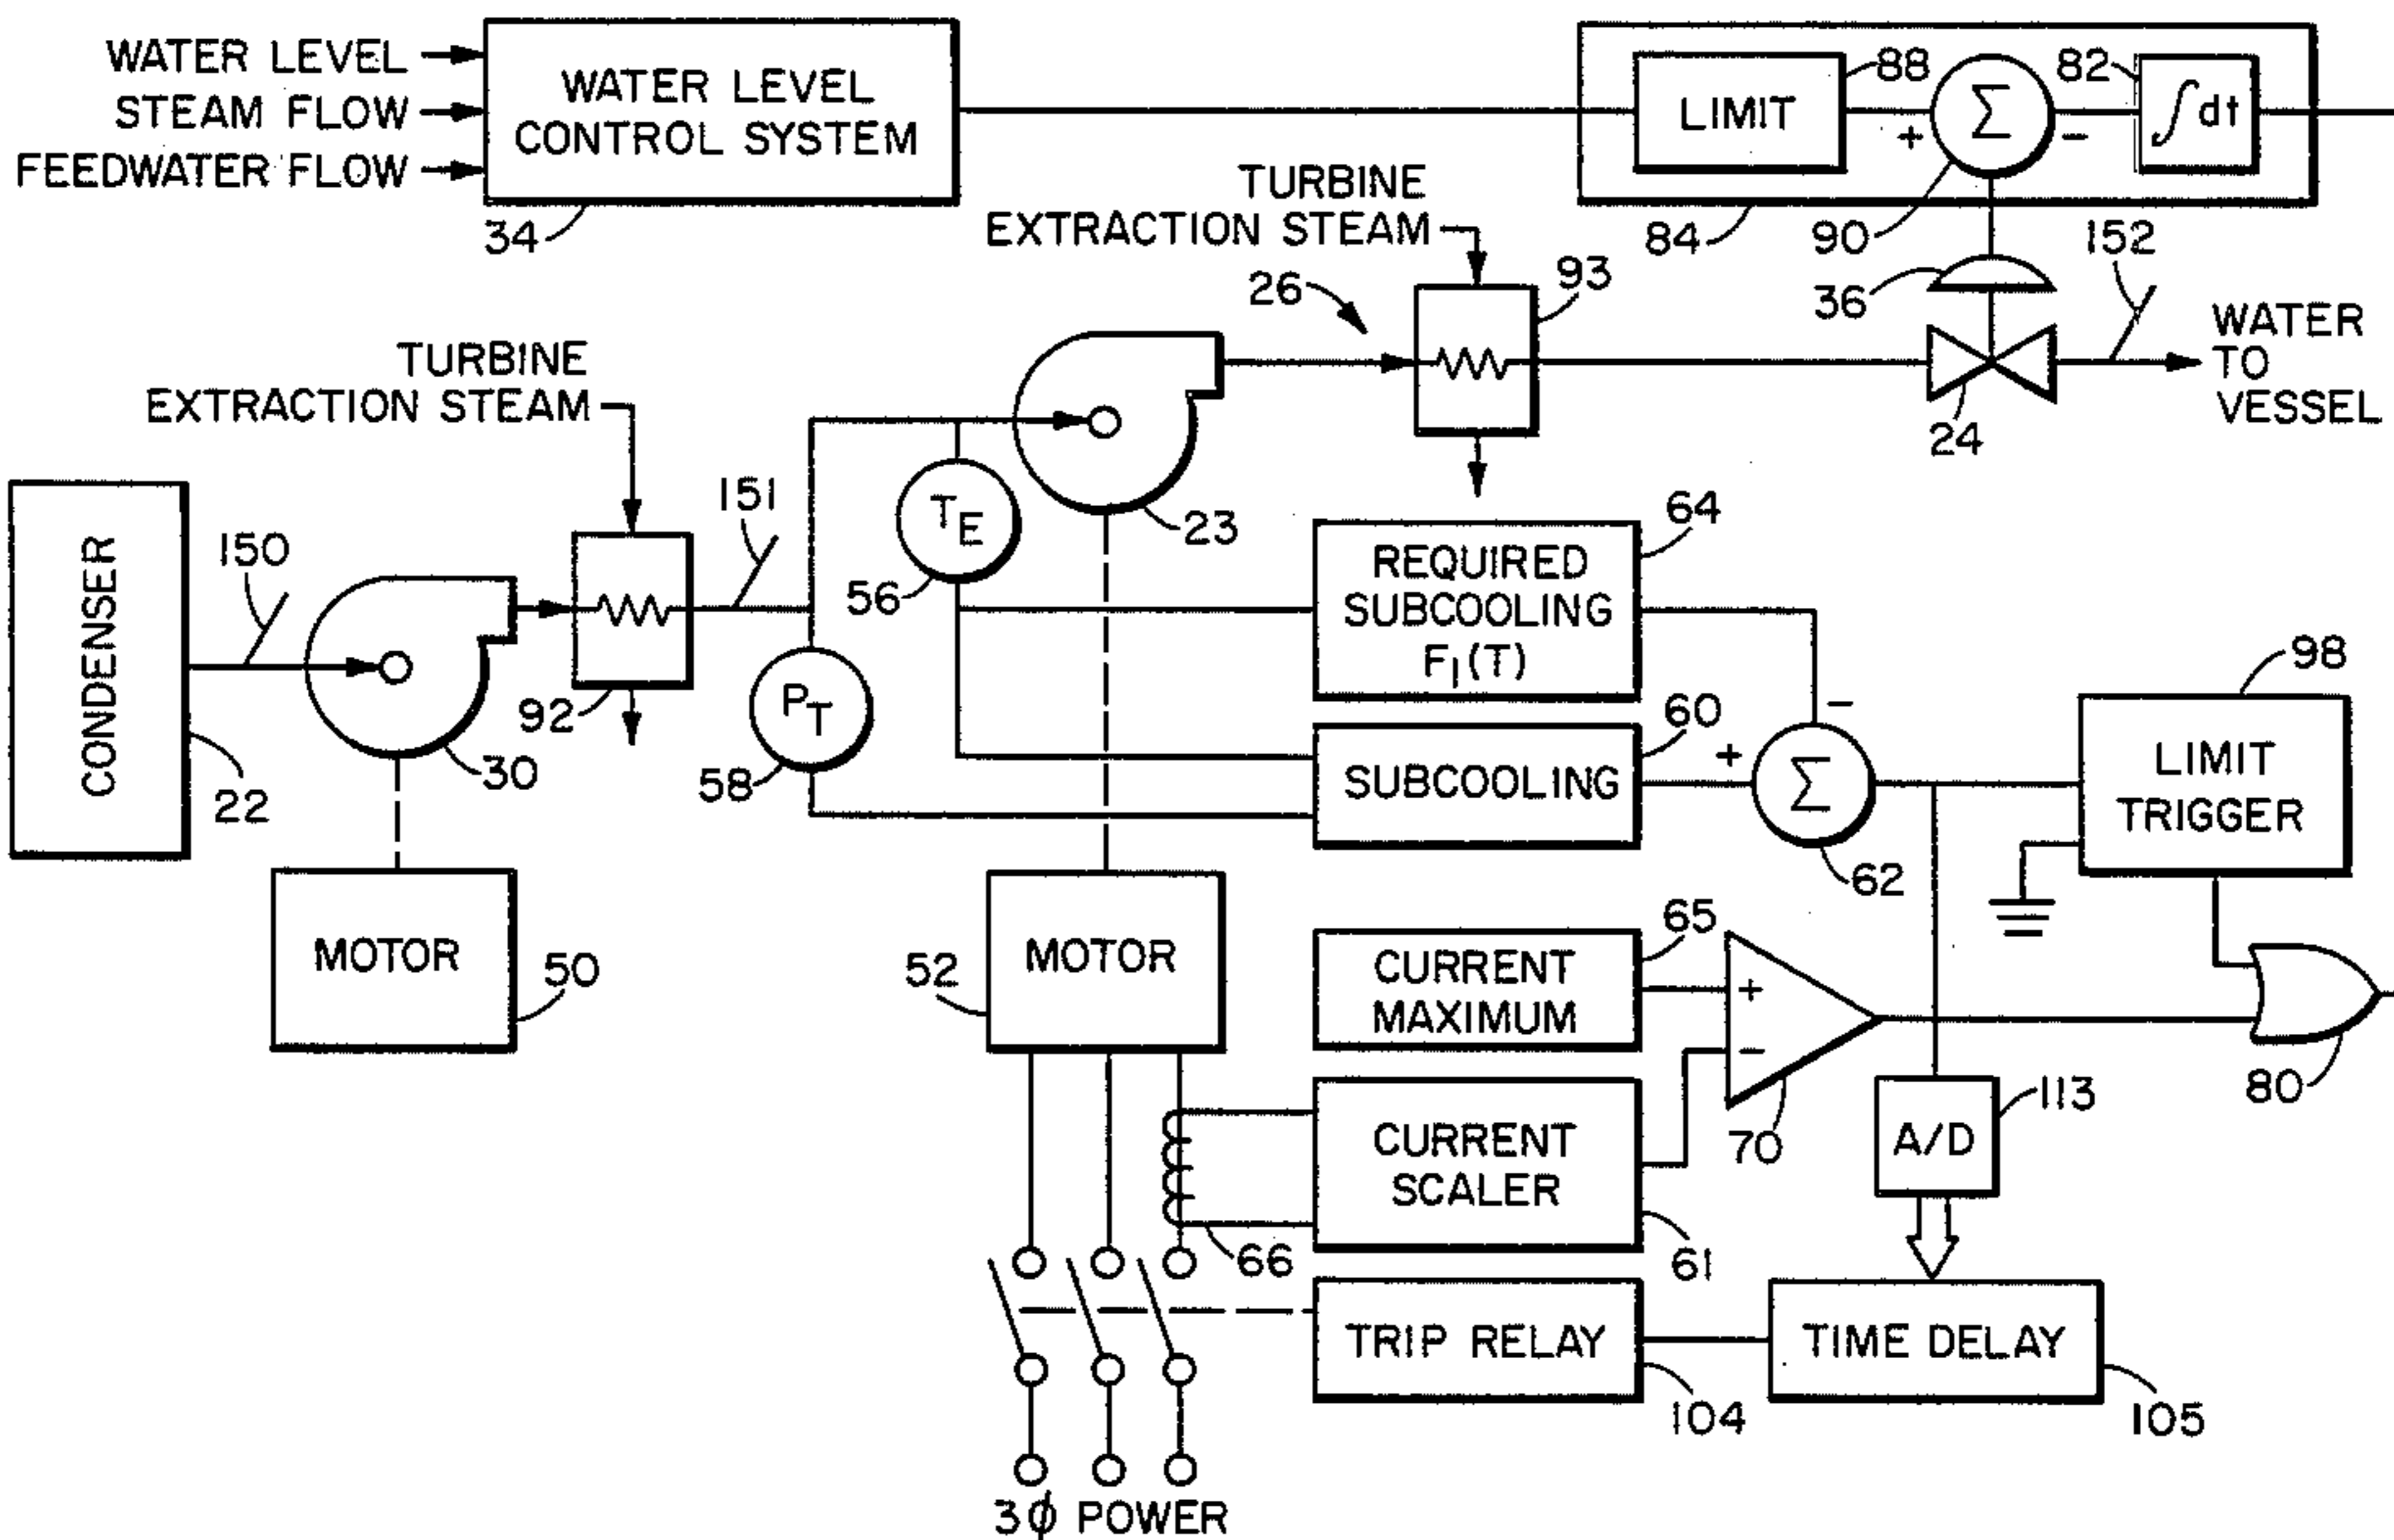 WATER LEVEL
STEAM FLOW
FEEDWATER FLOW
WATER LEVEL
CONTROL SYSTEM
34
LIMIT
88
Σ
+
-
82
∫dt
84
90
TURBINE
EXTRACTION STEAM
26
93
36
152
WATER
TO
VESSEL
24
TURBINE
EXTRACTION STEAM
CONDENSER
22
150
30
92
151
TE
56
PT
58
23
REQUIRED
SUBCOOLING
F1(T)
64
SUBCOOLING
60
+
-
Σ
62
LIMIT
TRIGGER
98
MOTOR
50
MOTOR
52
CURRENT
MAXIMUM
65
+
-
70
80
CURRENT
SCALER
61
66
A/D
113
TRIP RELAY
104
TIME DELAY
105
3ϕ POWER